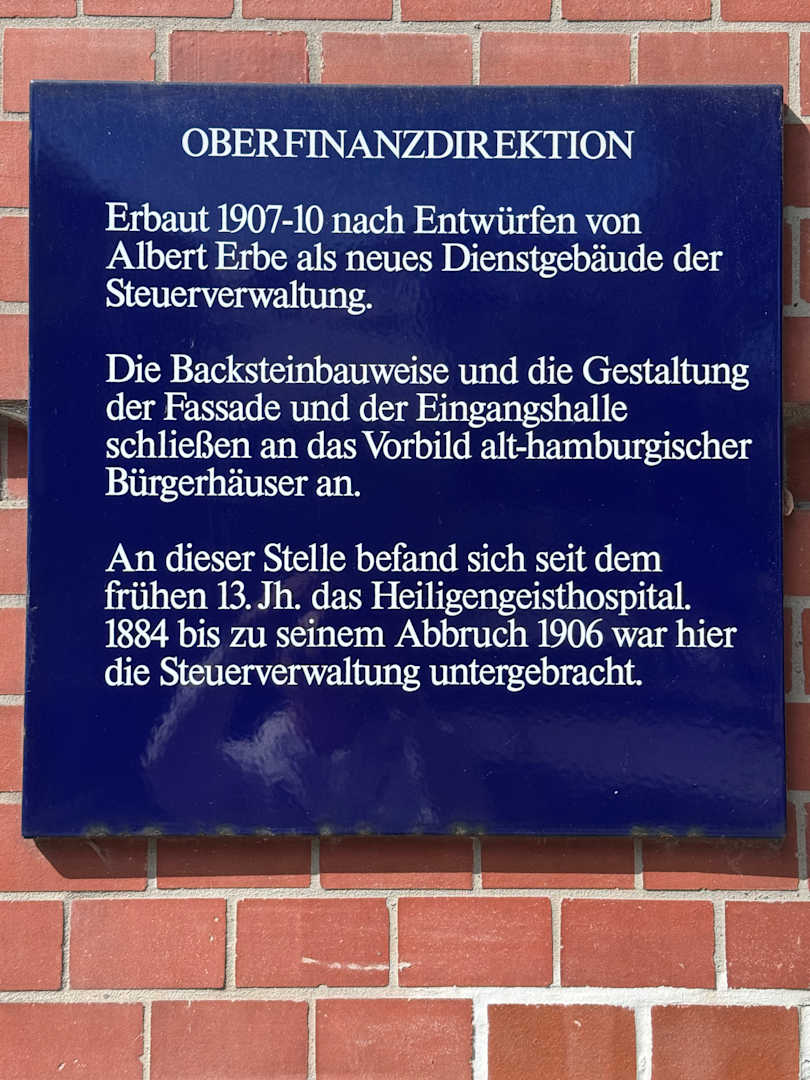 OBERFINANZDIREKTION
Erbaut 1907-10 nach Entwürfen von
Albert Erbe als neues Dienstgebäude der
Steuerverwaltung.
Die Backsteinbauweise und die Gestaltung
der Fassade und der Eingangshalle
schließen an das Vorbild alt-hamburgischer
Bürgerhäuser an.
An dieser Stelle befand sich seit dem
frühen 13. Jh. das Heiligengeisthospital.
1884 bis zu seinem Abbruch 1906 war hier
die Steuerverwaltung untergebracht.